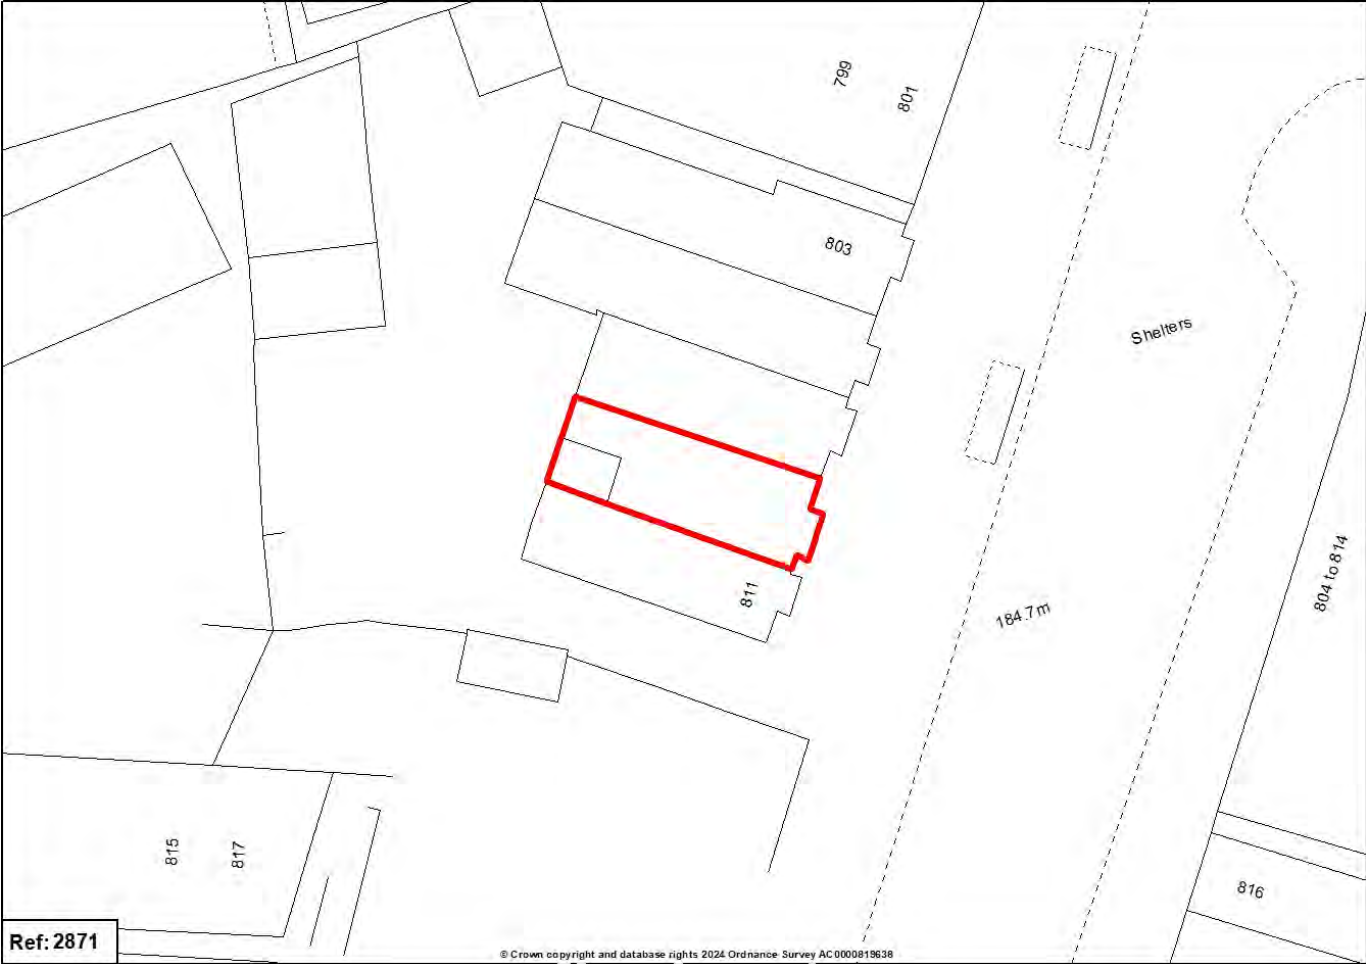 799
801
803
Shelters
804 to 814
811
184.7m
815
817
816
Ref: 2871
© Crown copyright and database rights 2024 Ordnance Survey AC0000819638